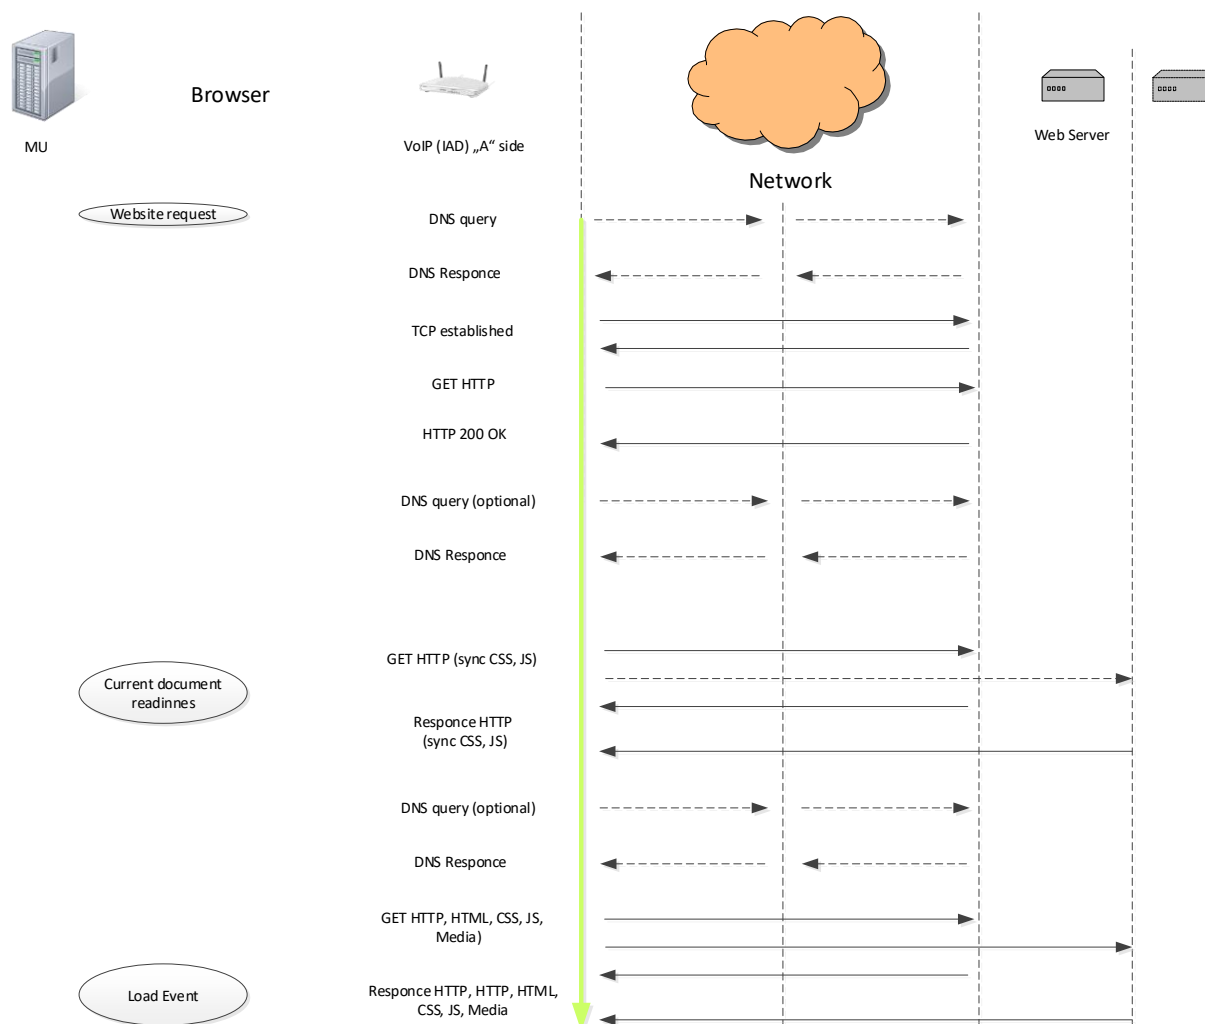 Browser
MU
VoIP (IAD) „A“ side
Web Server
Network
Website request
DNS query
DNS Responce
TCP established
GET HTTP
HTTP 200 OK
DNS query (optional)
DNS Responce
GET HTTP (sync CSS, JS)
Current document
readinnes
Responce HTTP
(sync CSS, JS)
DNS query (optional)
DNS Responce
GET HTTP, HTML, CSS, JS,
Media)
Load Event
Responce HTTP, HTTP, HTML,
CSS, JS, Media